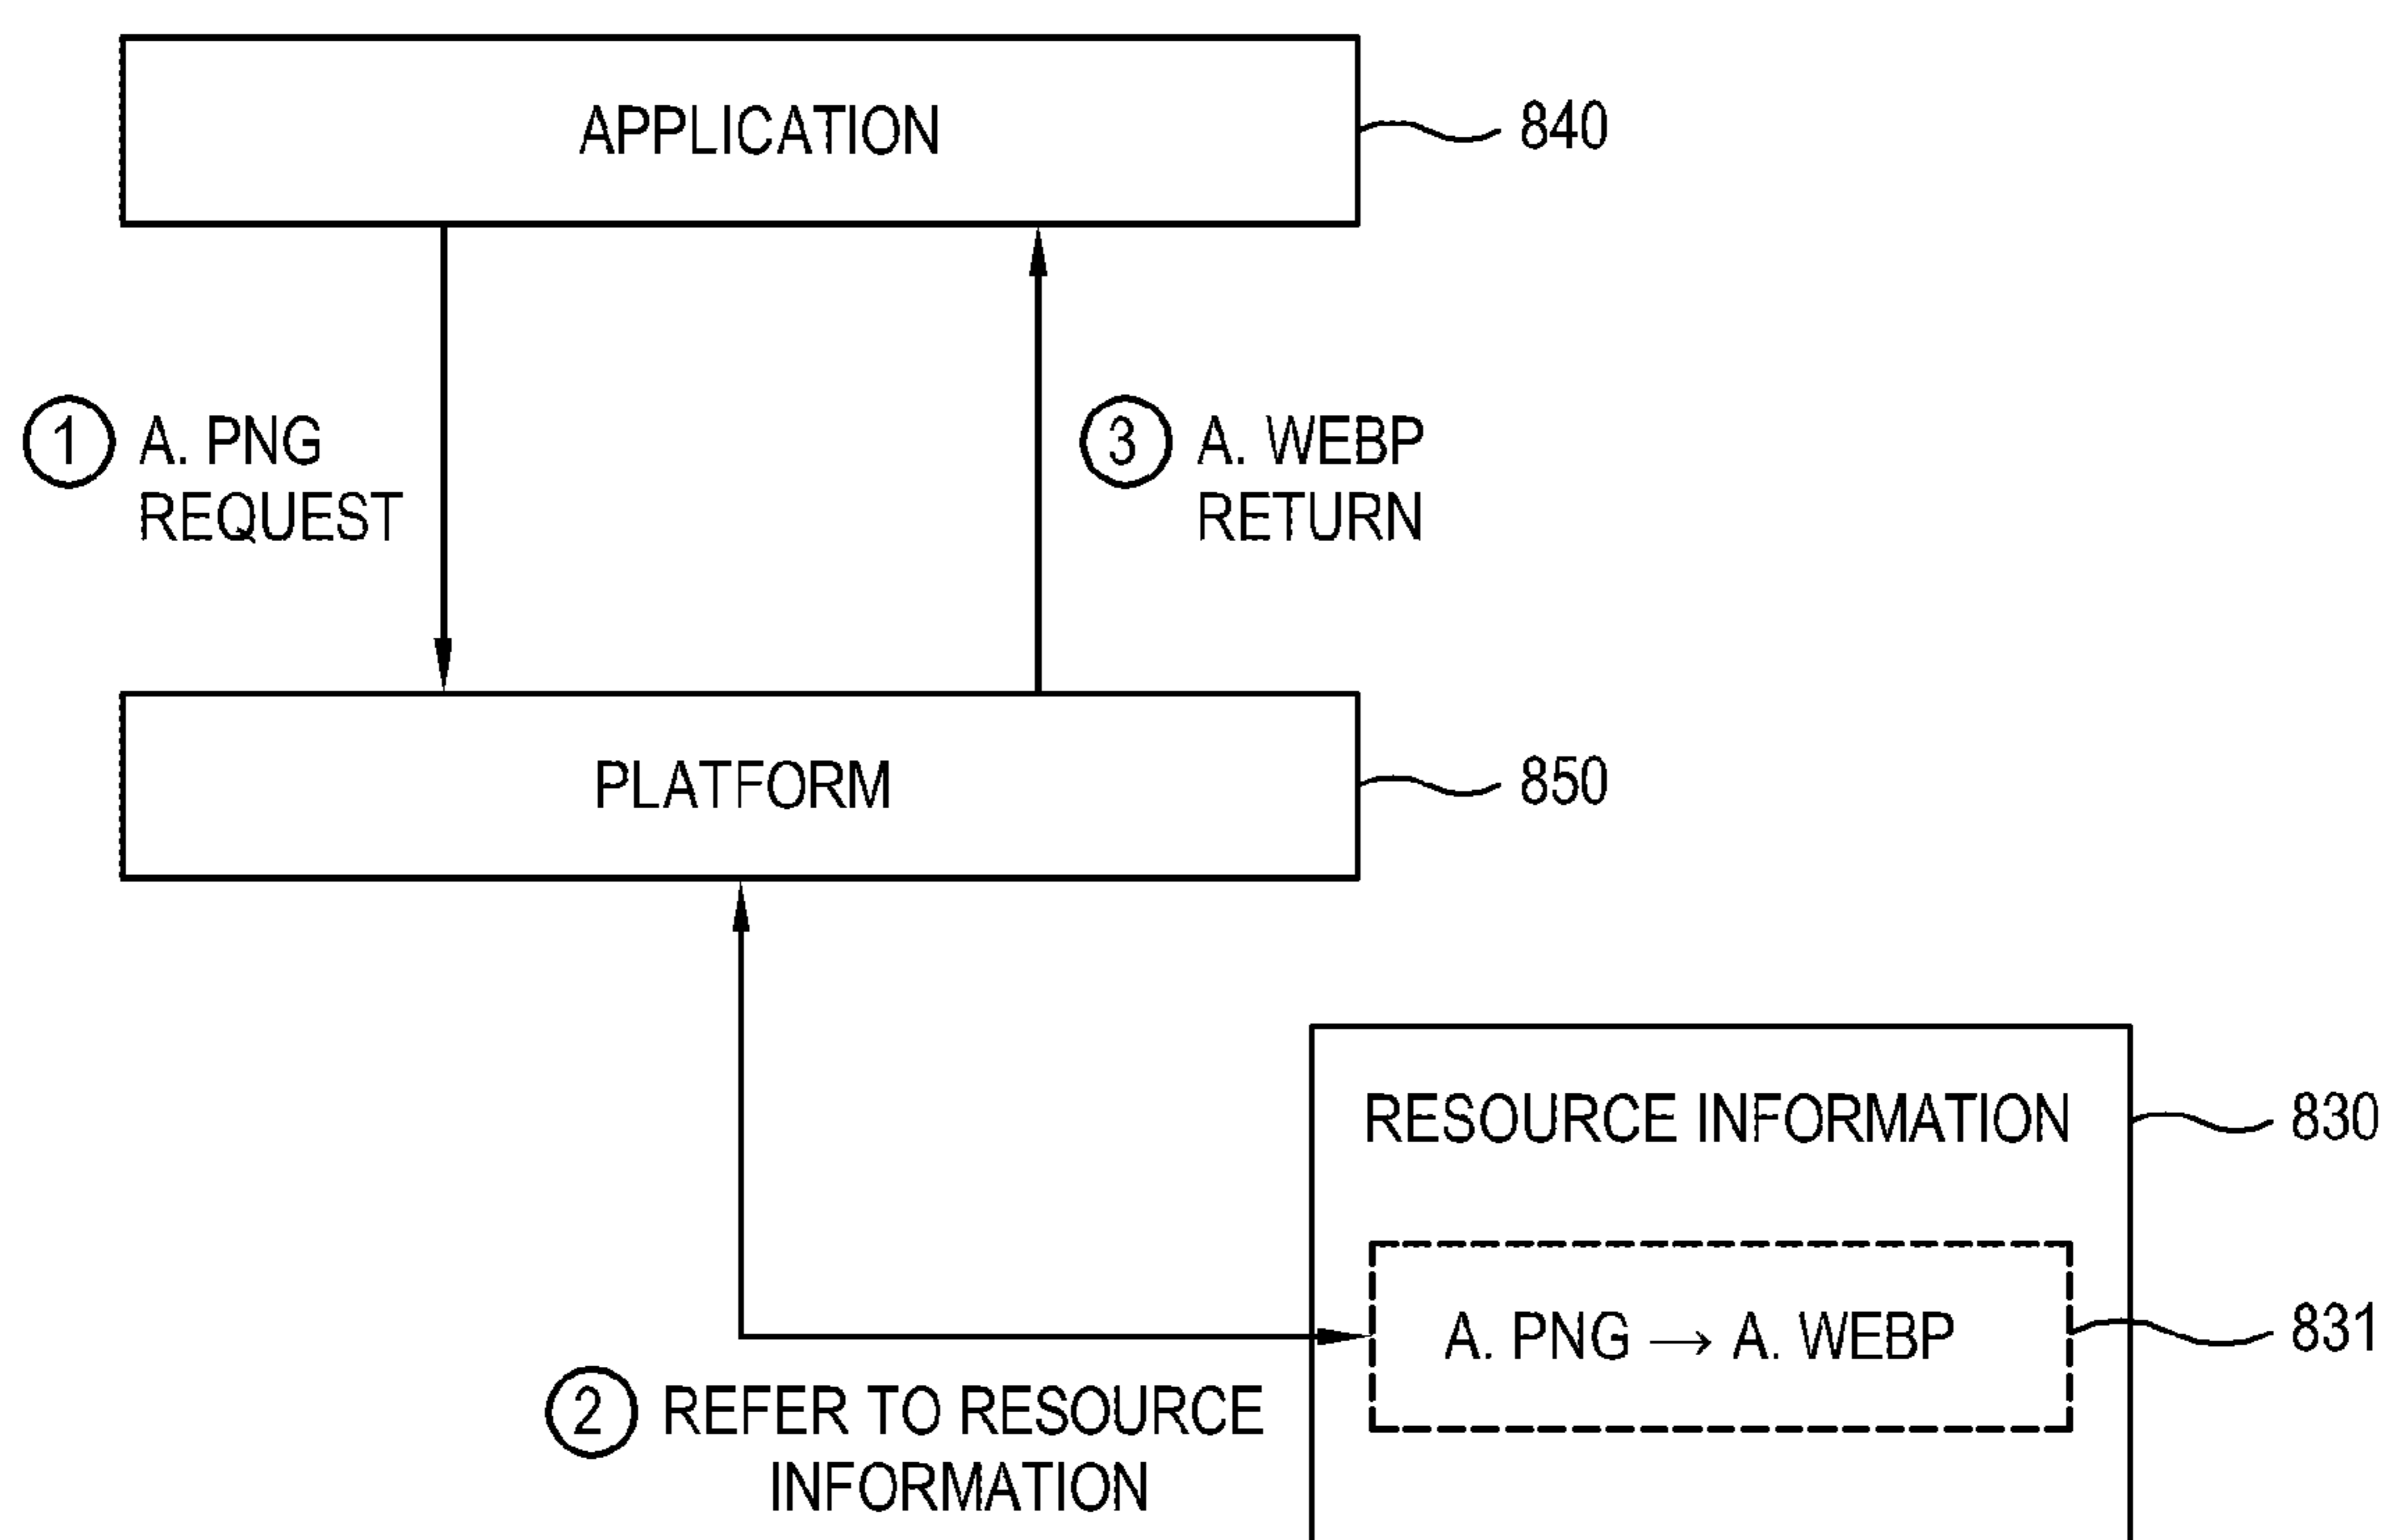 APPLICATION
840
1 A. PNG
REQUEST
3 A. WEBP
RETURN
PLATFORM
850
RESOURCE INFORMATION
830
A. PNG → A. WEBP
831
2 REFER TO RESOURCE
INFORMATION